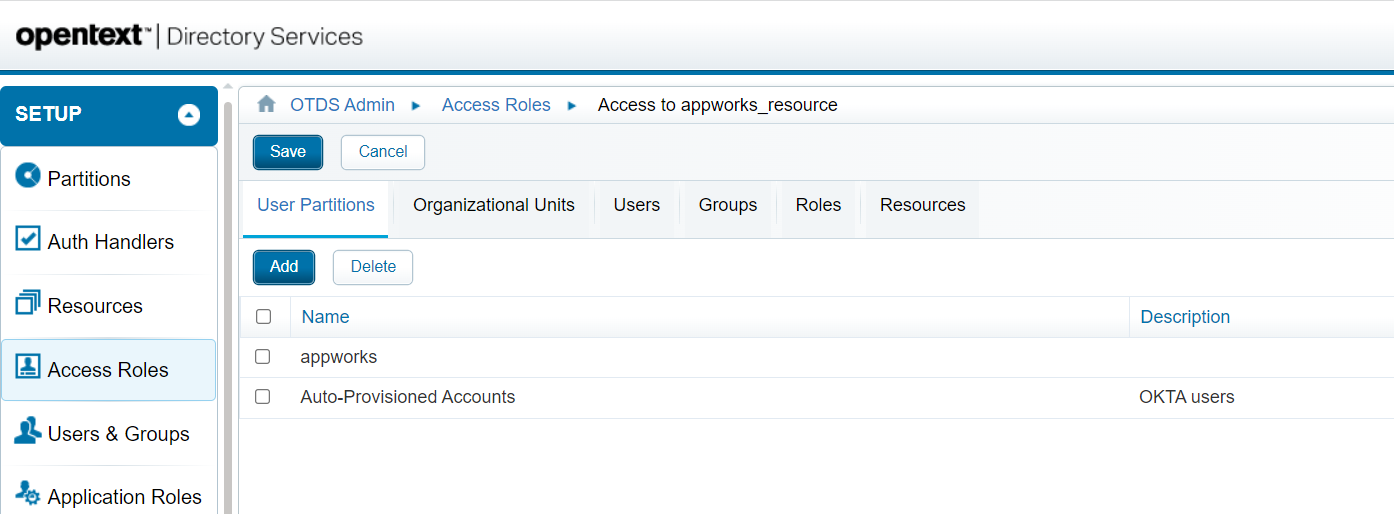 opentext™ | Directory Services
SETUP
Partitions
Auth Handlers
Resources
Access Roles
Users & Groups
Application Roles
OTDS Admin ▸ Access Roles ▸ Access to appworks_resource
Save Cancel
User Partitions Organizational Units Users Groups Roles Resources
Add Delete
Name Description
appworks
Auto-Provisioned Accounts OKTA users